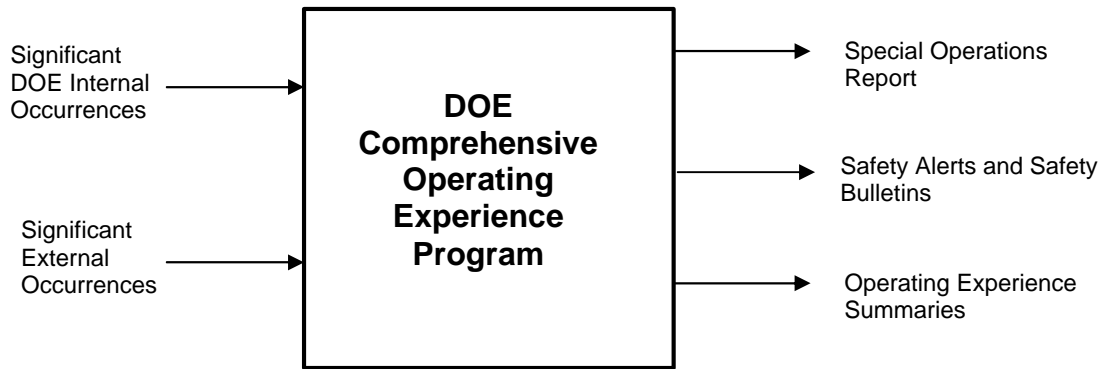 Significant
DOE Internal
Occurrences
Significant
External
Occurrences
DOE
Comprehensive
Operating
Experience
Program
Special Operations
Report
Safety Alerts and Safety
Bulletins
Operating Experience
Summaries